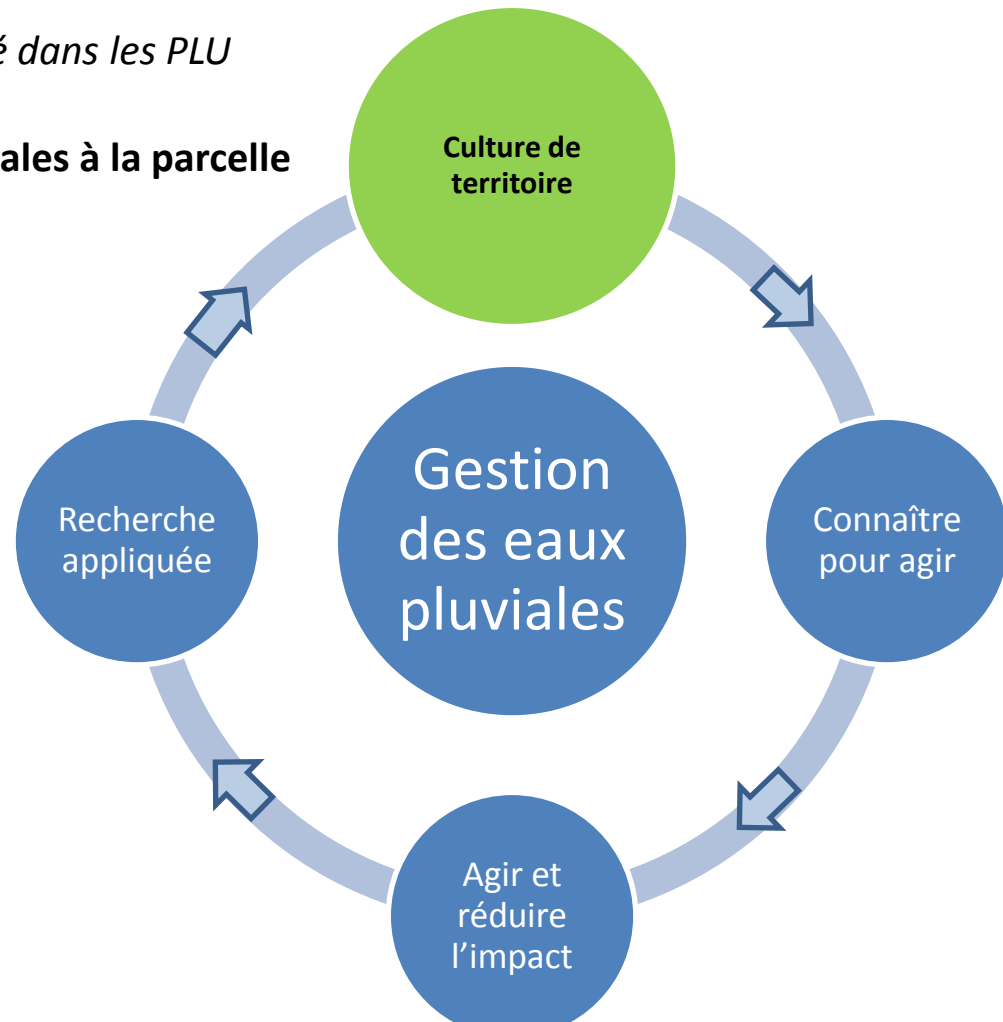 é dans les PLU
ales à la parcelle
Culture de
territoire
Gestion
des eaux
pluviales
Connaître
pour agir
Agir et
réduire
l’impact
Recherche
appliquée